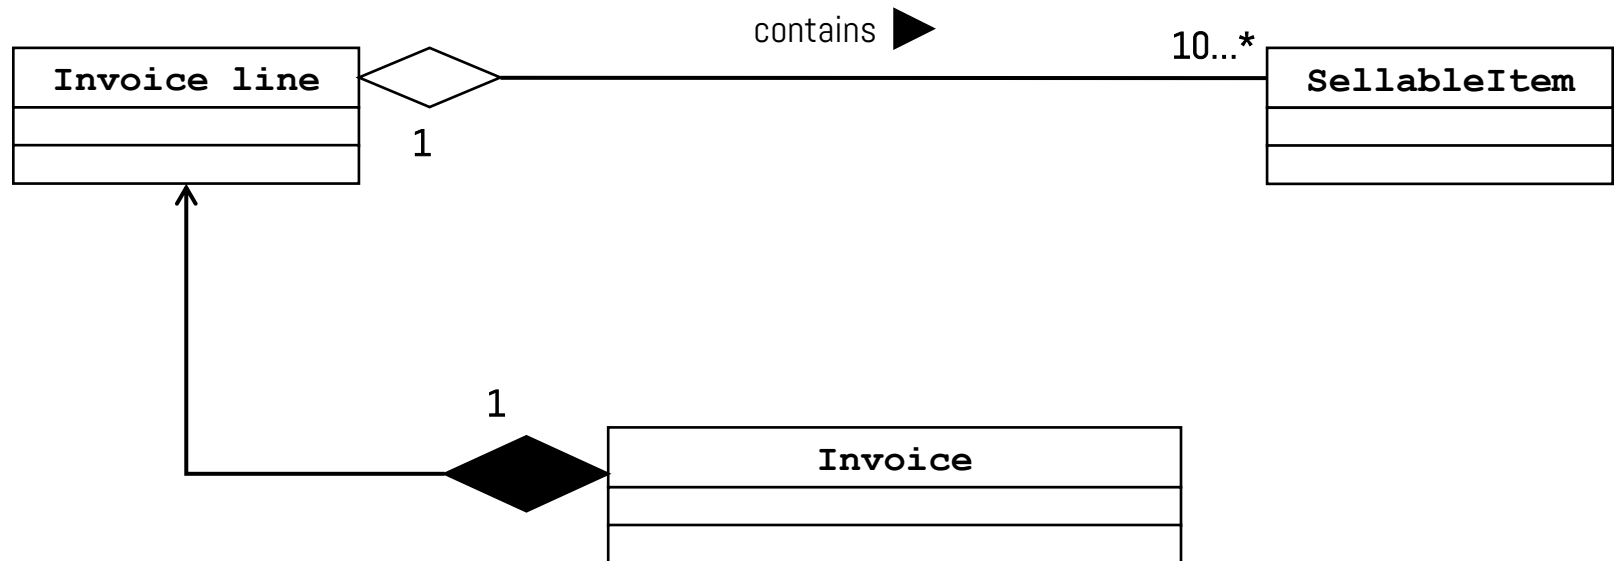 contains
10...*
Invoice line
SellableItem
1
1
Invoice